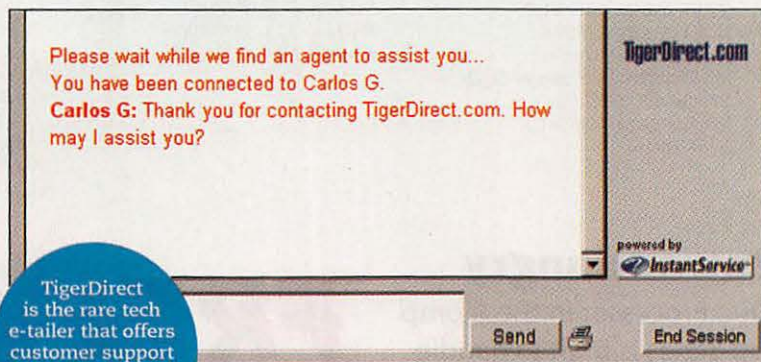 Please wait while we find an agent to assist you...
You have been connected to Carlos G.
Carlos G: Thank you for contacting TigerDirect.com. How
may I assist you?
TigerDirect.com
powered by
InstantService
TigerDirect
is the rare tech
e-tailer that offers
customer support
Send
End Session